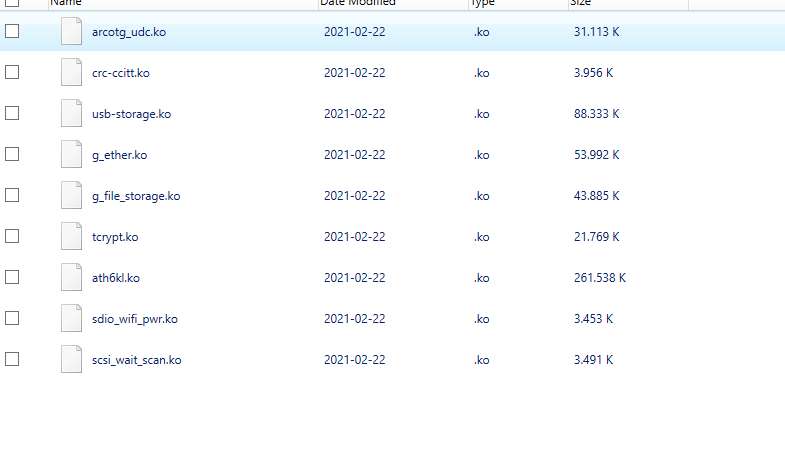 Name Date Modified Type Size
arcotg_udc.ko 2021-02-22 .ko 31.113 K
crc-ccitt.ko 2021-02-22 .ko 3.956 K
usb-storage.ko 2021-02-22 .ko 88.333 K
g_ether.ko 2021-02-22 .ko 53.992 K
g_file_storage.ko 2021-02-22 .ko 43.885 K
tcrypt.ko 2021-02-22 .ko 21.769 K
ath6kl.ko 2021-02-22 .ko 261.538 K
sdio_wifi_pwr.ko 2021-02-22 .ko 3.453 K
scsi_wait_scan.ko 2021-02-22 .ko 3.491 K